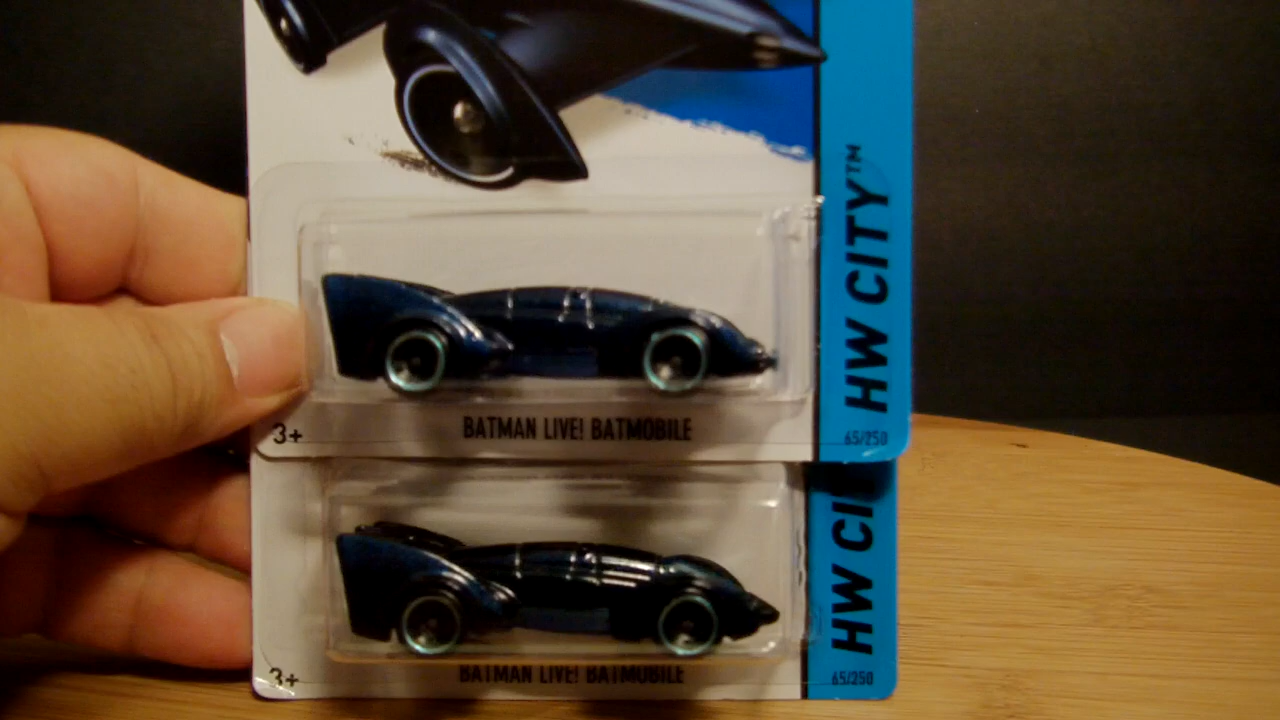 HW CITY™
BATMAN LIVE! BATMOBILE
3+
65/250
HW CI
BATMAN LIVE! BATMOBILE
3+
65/250